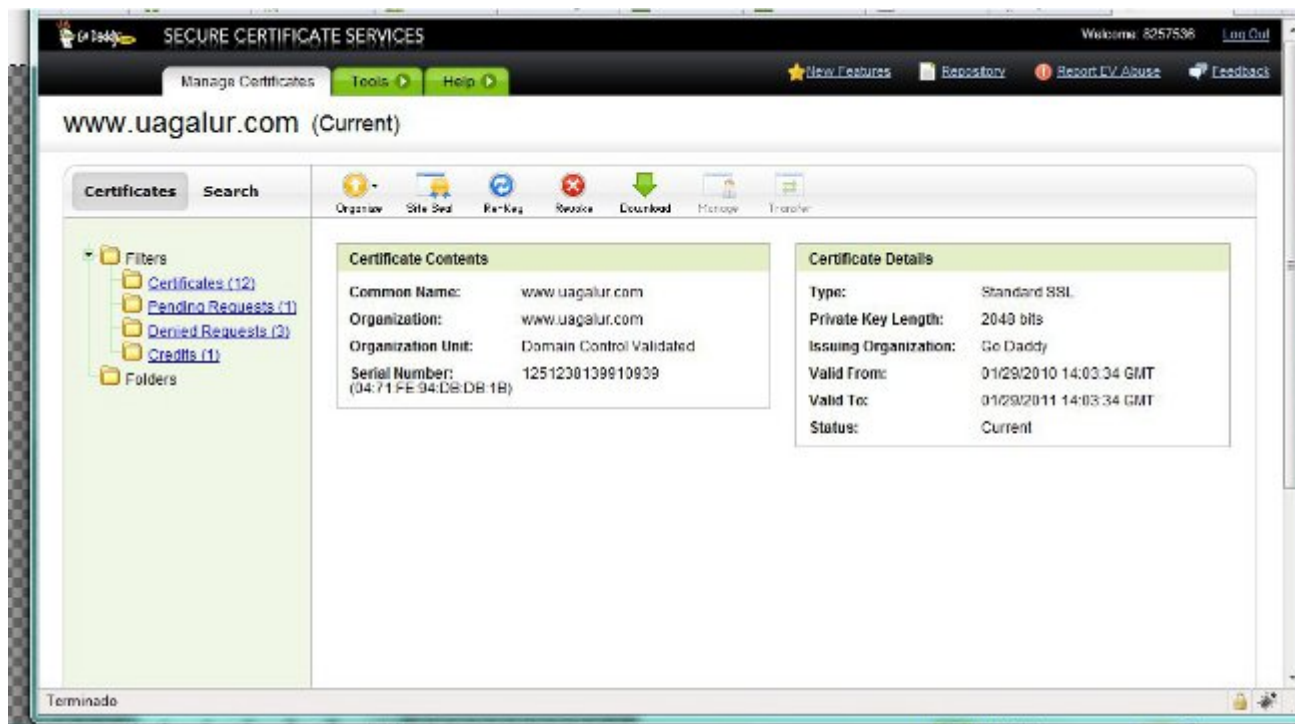 Go Daddy SECURE CERTIFICATE SERVICES Welcome: 8257536 Log Out
Manage Certificates Tools Help New Features Repository Report EV Abuse Feedback
www.uagalur.com (Current)
Certificates Search
Organize Site Seal Re-Key Revoke Download Manage Transfer
Filters
Certificates (12)
Pending Requests (1)
Denied Requests (3)
Credits (1)
Folders
Certificate Contents
Common Name: www.uagalur.com
Organization: www.uagalur.com
Organization Unit: Domain Control Validated
Serial Number: 1251238139910939
(04:71:FE:94:DB:DB:1B)
Certificate Details
Type: Standard SSL
Private Key Length: 2048 bits
Issuing Organization: Go Daddy
Valid From: 01/29/2010 14:03:34 GMT
Valid To: 01/29/2011 14:03:34 GMT
Status: Current
Terminado